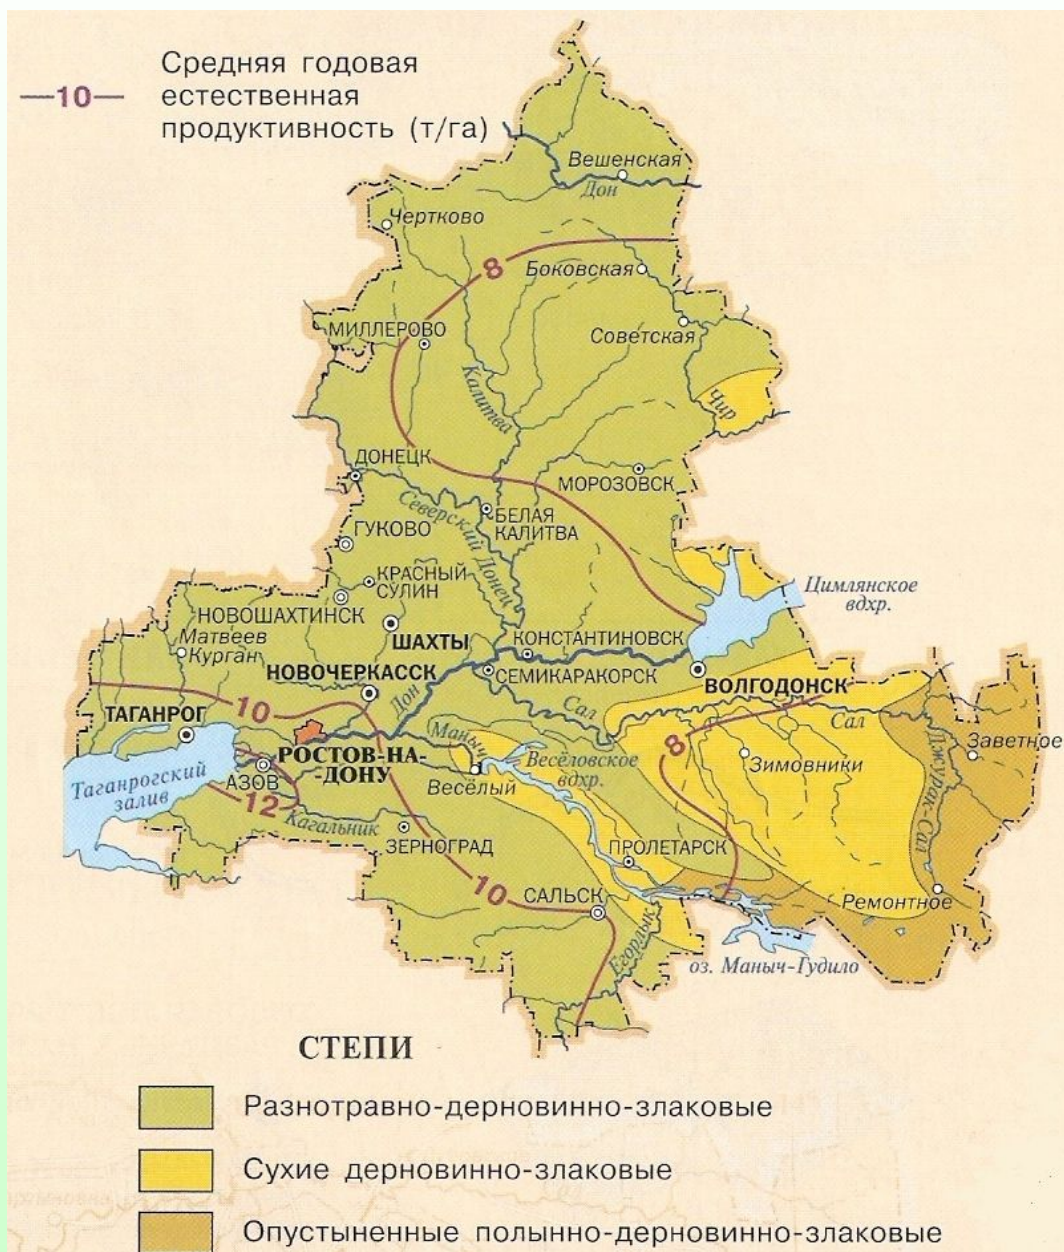 Средняя годовая
—10— естественная
продуктивность (т/га)
Вешенская
Дон
Чертково
8
Боковская
Советская
МИЛЛЕРОВО
Калитва
Чир
ДОНЕЦК
МОРОЗОВСК
Северский Донец
БЕЛАЯ
КАЛИТВА
ГУКОВО
КРАСНЫЙ
СУЛИН
Цимлянское
вдхр.
НОВОШАХТИНСК
Матвеев
Курган
ШАХТЫ
КОНСТАНТИНОВСК
НОВОЧЕРКАССК
СЕМИКАРАКОРСК
ВОЛГОДОНСК
10
Дон
Сал
Сал
ТАГАНРОГ
Маныч
8
Заветное
РОСТОВ-НА-
-ДОНУ
Весёловское
вдхр.
Зимовники
Джурак-Сал
Таганрогский
залив
АЗОВ
Весёлый
12
Кагальник
ЗЕРНОГРАД
ПРОЛЕТАРСК
10
САЛЬСК
Ремонтное
Егорлык
оз. Маныч-Гудило
СТЕПИ
Разнотравно-дерновинно-злаковые
Сухие дерновинно-злаковые
Опустыненные полынно-дерновинно-злаковые